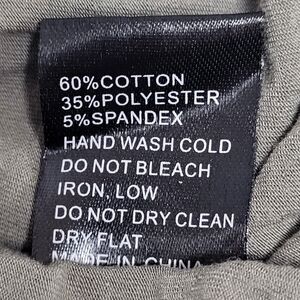 60%COTTON
35%POLYESTER
5%SPANDEX
HAND WASH COLD
DO NOT BLEACH
IRON, LOW
DO NOT DRY CLEAN
DRY FLAT
MADE IN CHINA